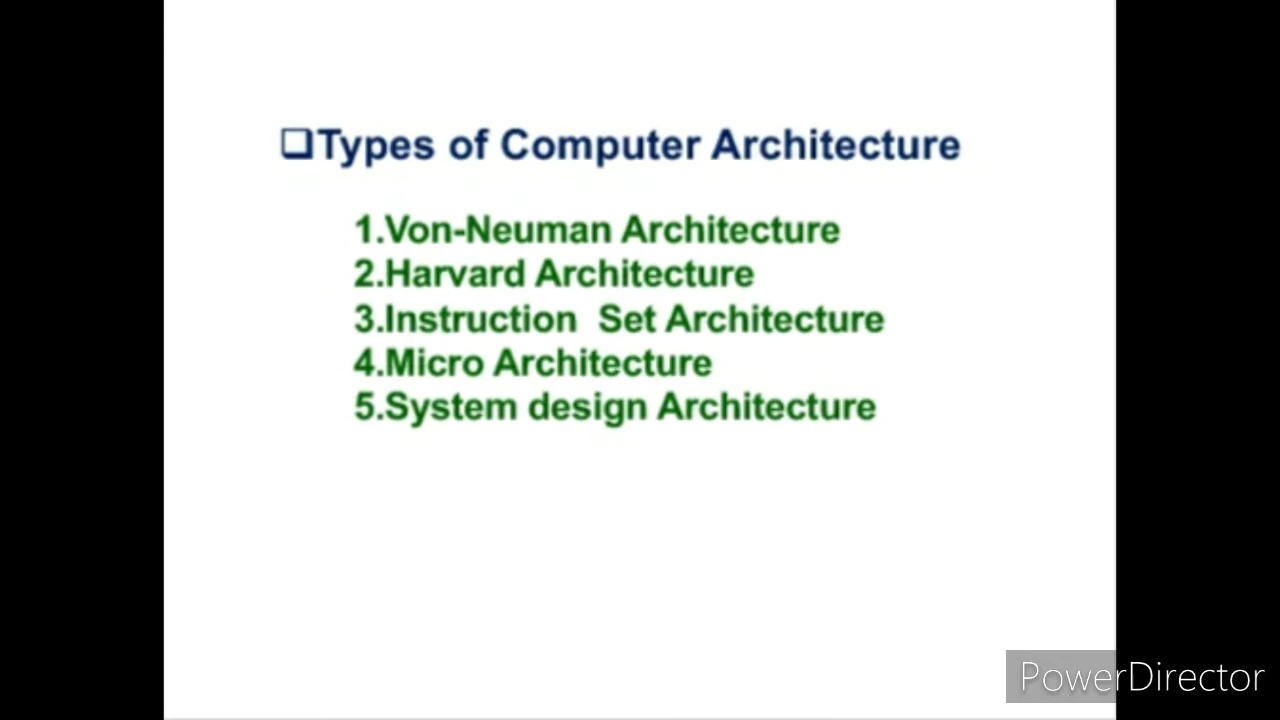 ❑Types of Computer Architecture
1.Von-Neuman Architecture
2.Harvard Architecture
3.Instruction Set Architecture
4.Micro Architecture
5.System design Architecture
PowerDirector